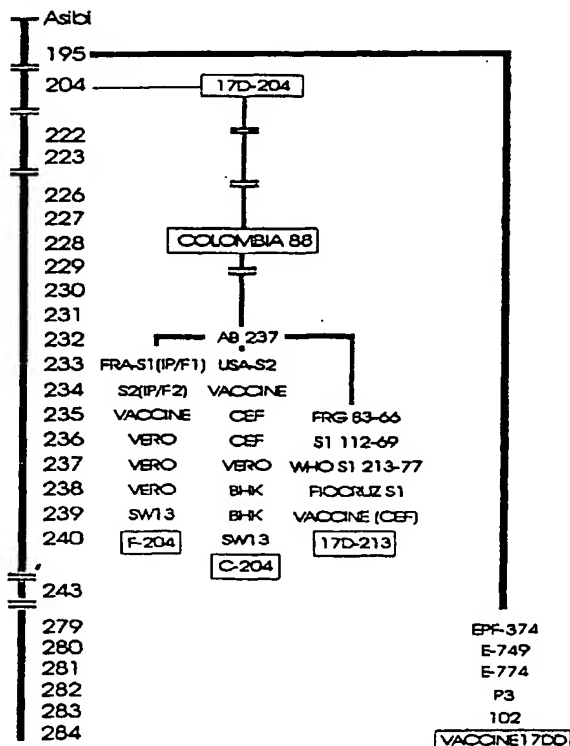 Asibi
195
204 17D-204
222
223
226
227
228 COLOMBIA 88
229
230
231
232 AB 237
233 FRA-S1(IP/F1) USA-S2
234 S2(IP/F2) VACCINE
235 VACCINE CEF FRG 83-66
236 VERO CEF S1 112-69
237 VERO VERO WHO S1 213-77
238 VERO BHK FIOCRUZ S1
239 SW13 BHK VACCINE (CEF)
240 F-204 SW13 17D-213
C-204
243
279 EPF-374
280 E-749
281 E-774
282 P3
283 102
284 VACCINE17DD